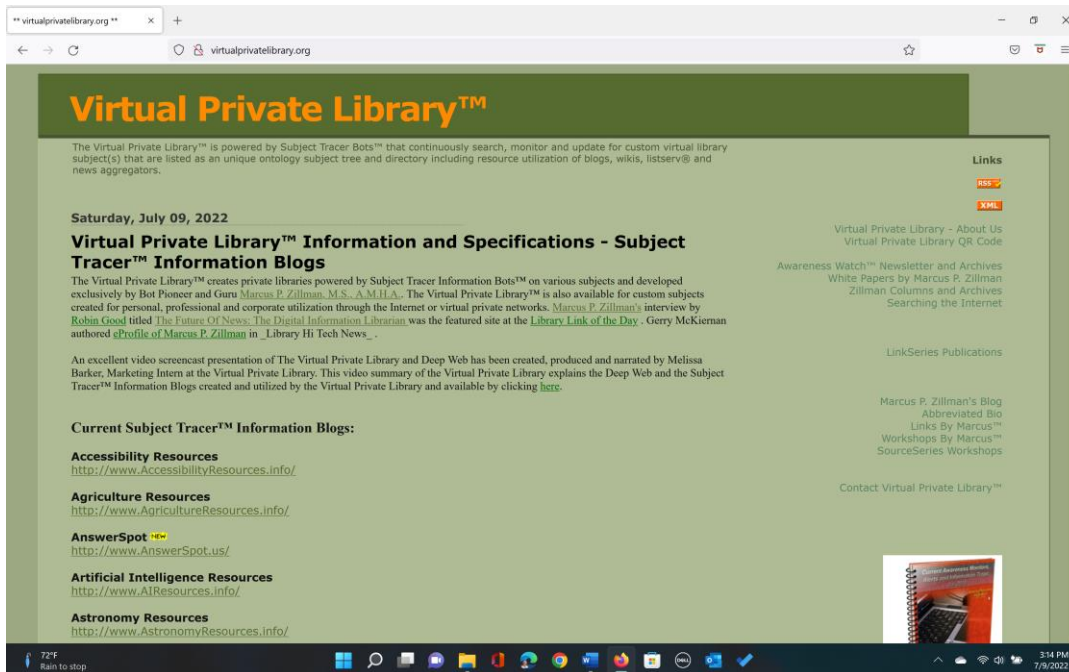 ** virtualprivatelibrary.org **
virtualprivatelibrary.org
Virtual Private Library™
The Virtual Private Library™ is powered by Subject Tracer Bots™ that continuously search, monitor and update for custom virtual library
subject(s) that are listed as an unique ontology subject tree and directory including resource utilization of blogs, wikis, listserv® and
news aggregators.
Saturday, July 09, 2022
Virtual Private Library™ Information and Specifications - Subject
Tracer™ Information Blogs
The Virtual Private Library™ creates private libraries powered by Subject Tracer Information Bots™ on various subjects and developed
exclusively by Bot Pioneer and Guru Marcus P. Zillman, M.S., A.M.H.A.. The Virtual Private Library™ is also available for custom subjects
created for personal, professional and corporate utilization through the Internet or virtual private networks. Marcus P. Zillman's interview by
Robin Good titled The Future Of News: The Digital Information Librarian was the featured site at the Library Link of the Day . Gerry McKiernan
authored eProfile of Marcus P. Zillman in _Library Hi Tech News_ .
An excellent video screencast presentation of The Virtual Private Library and Deep Web has been created, produced and narrated by Melissa
Barker, Marketing Intern at the Virtual Private Library. This video summary of the Virtual Private Library explains the Deep Web and the Subject
Tracer™ Information Blogs created and utilized by the Virtual Private Library and available by clicking here.
Current Subject Tracer™ Information Blogs:
Accessibility Resources
http://www.AccessibilityResources.info/
Agriculture Resources
http://www.AgricultureResources.info/
AnswerSpot NEW
http://www.AnswerSpot.us/
Artificial Intelligence Resources
http://www.AIResources.info/
Astronomy Resources
http://www.AstronomyResources.info/
Links
RSS
XML
Virtual Private Library - About Us
Virtual Private Library QR Code
Awareness Watch™ Newsletter and Archives
White Papers by Marcus P. Zillman
Zillman Columns and Archives
Searching the Internet
LinkSeries Publications
Marcus P. Zillman's Blog
Abbreviated Bio
Links By Marcus™
Workshops By Marcus™
SourceSeries Workshops
Contact Virtual Private Library™
72°F
Rain to stop
DELL
3:14 PM
7/9/2022